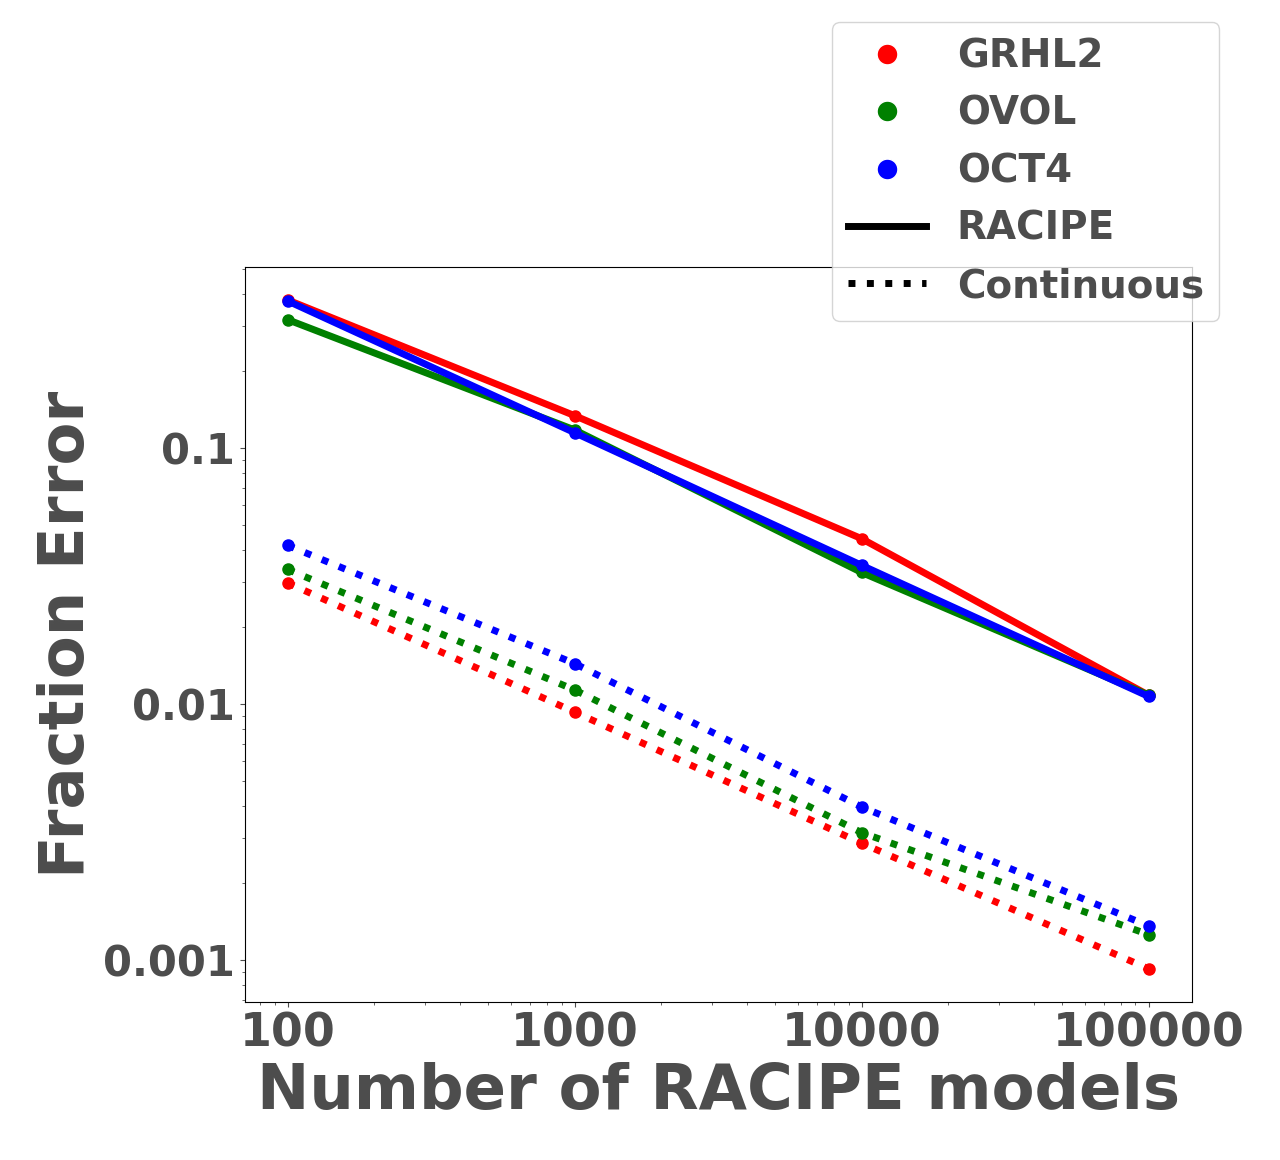 GRHL2
OVOL
OCT4
RACIPE
Continuous
Fraction Error
0.1
0.01
0.001
100 1000 10000 100000
Number of RACIPE models